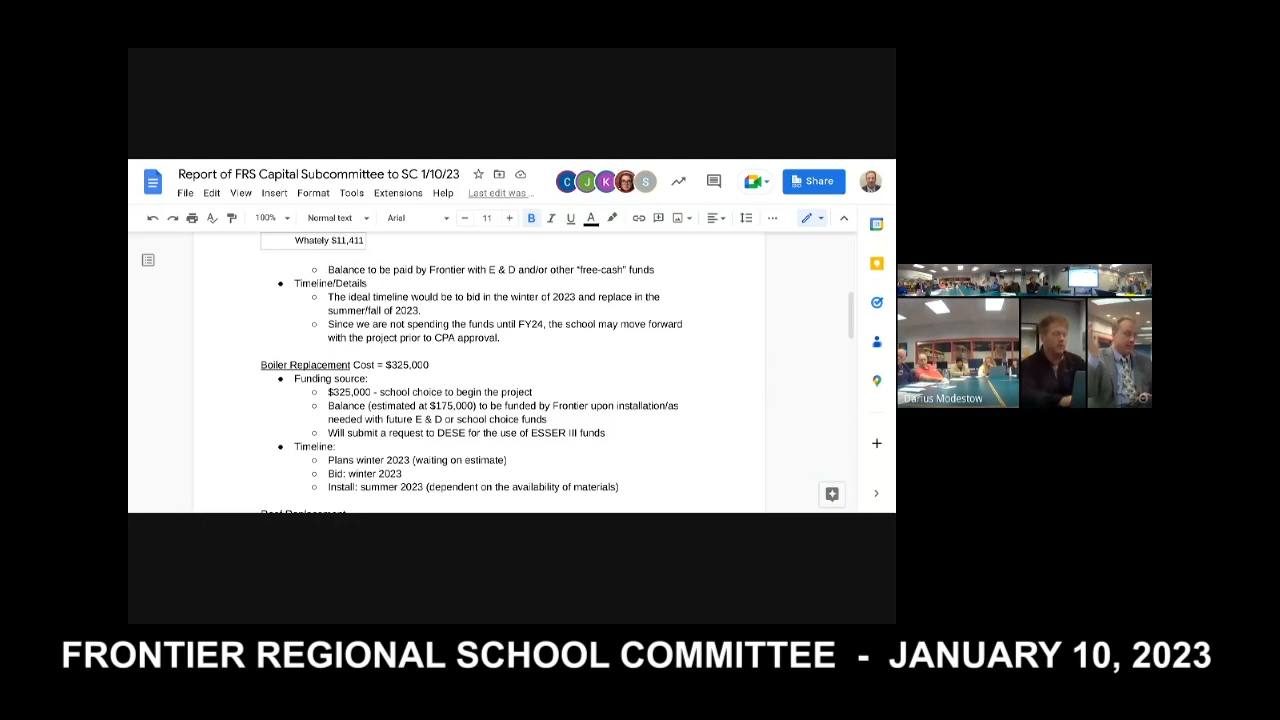 Report of FRS Capital Subcommittee to SC 1/10/23
C J K S
Share
File Edit View Insert Format Tools Extensions Help Last edit was ...
100% Normal text Arial 11 B I U A
Whately $11,411
○ Balance to be paid by Frontier with E & D and/or other "free-cash" funds
● Timeline/Details
○ The ideal timeline would be to bid in the winter of 2023 and replace in the
summer/fall of 2023.
○ Since we are not spending the funds until FY24, the school may move forward
with the project prior to CPA approval.
Boiler Replacement Cost = $325,000
● Funding source:
○ $325,000 - school choice to begin the project
○ Balance (estimated at $175,000) to be funded by Frontier upon installation/as
needed with future E & D or school choice funds
○ Will submit a request to DESE for the use of ESSER III funds
● Timeline:
○ Plans winter 2023 (waiting on estimate)
○ Bid: winter 2023
○ Install: summer 2023 (dependent on the availability of materials)
Roof Replacement
Darius Modestow
FRONTIER REGIONAL SCHOOL COMMITTEE - JANUARY 10, 2023